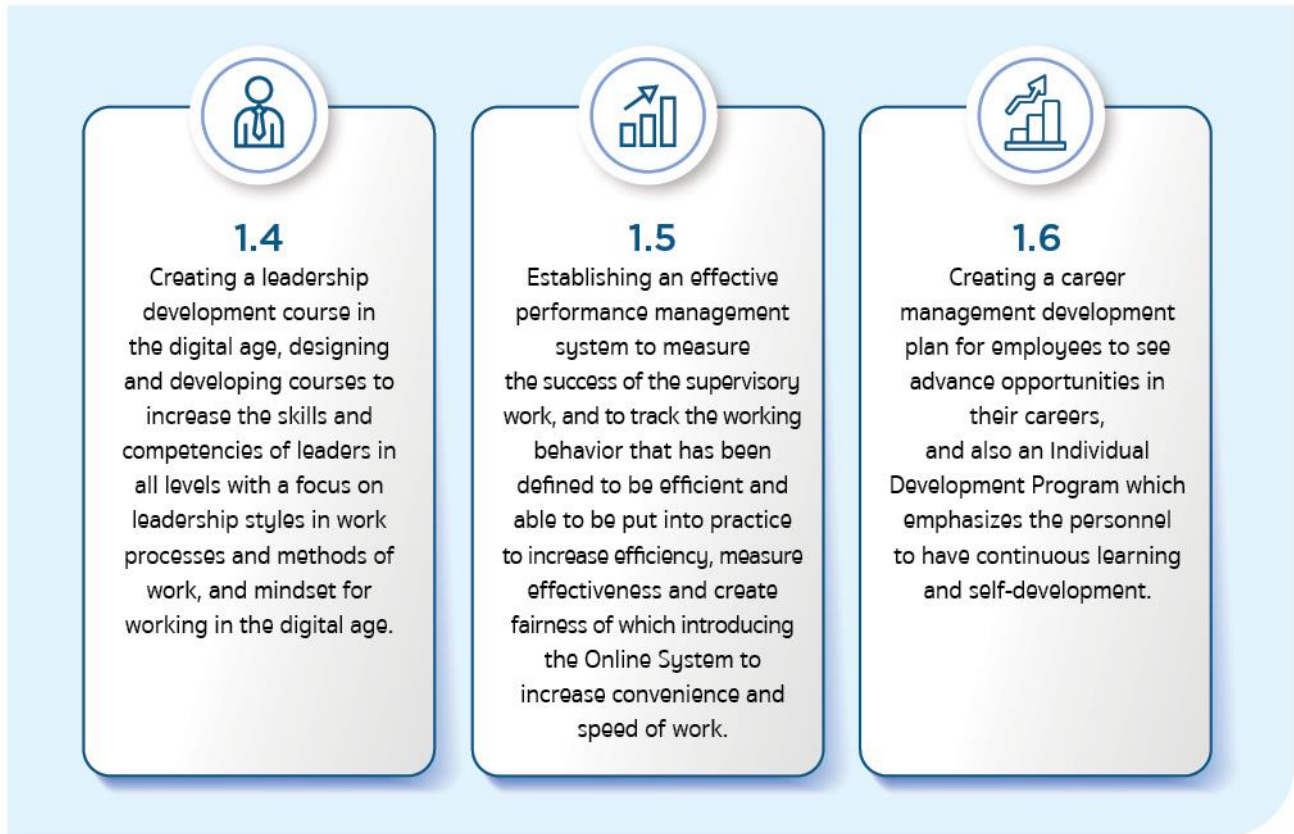 1.4
Creating a leadership
development course in
the digital age, designing
and developing courses to
increase the skills and
competencies of leaders in
all levels with a focus on
leadership styles in work
processes and methods of
work, and mindset for
working in the digital age.
1.5
Establishing an effective
performance management
system to measure
the success of the supervisory
work, and to track the working
behavior that has been
defined to be efficient and
able to be put into practice
to increase efficiency, measure
effectiveness and create
fairness of which introducing
the Online System to
increase convenience and
speed of work.
1.6
Creating a career
management development
plan for employees to see
advance opportunities in
their careers,
and also an Individual
Development Program which
emphasizes the personnel
to have continuous learning
and self-development.